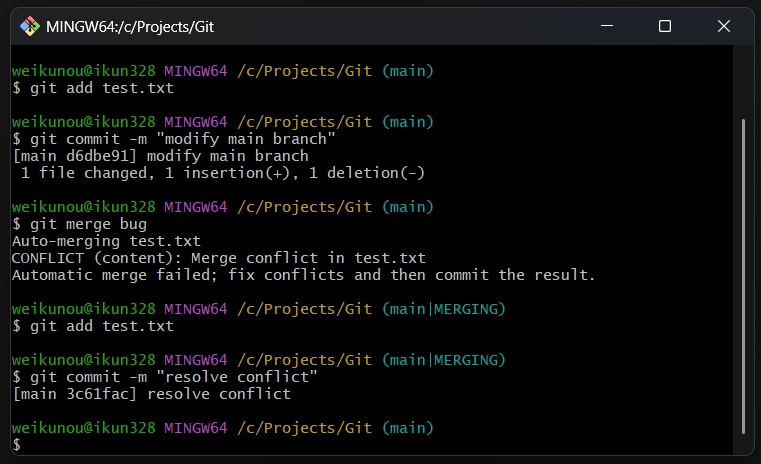 MINGW64:/c/Projects/Git
weikunou@ikun328 MINGW64 /c/Projects/Git (main)
$ git add test.txt
weikunou@ikun328 MINGW64 /c/Projects/Git (main)
$ git commit -m "modify main branch"
[main d6dbe91] modify main branch
 1 file changed, 1 insertion(+), 1 deletion(-)
weikunou@ikun328 MINGW64 /c/Projects/Git (main)
$ git merge bug
Auto-merging test.txt
CONFLICT (content): Merge conflict in test.txt
Automatic merge failed; fix conflicts and then commit the result.
weikunou@ikun328 MINGW64 /c/Projects/Git (main|MERGING)
$ git add test.txt
weikunou@ikun328 MINGW64 /c/Projects/Git (main|MERGING)
$ git commit -m "resolve conflict"
[main 3c61fac] resolve conflict
weikunou@ikun328 MINGW64 /c/Projects/Git (main)
$